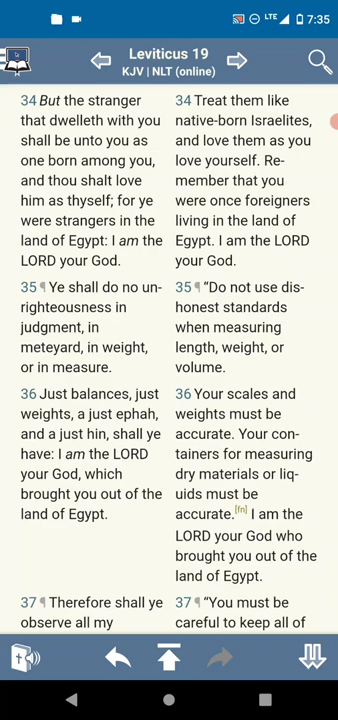 LTE 7:35
Leviticus 19
KJV | NLT (online)
34 But the stranger
that dwelleth with you
shall be unto you as
one born among you,
and thou shalt love
him as thyself; for ye
were strangers in the
land of Egypt: I am the
LORD your God.
35 ¶ Ye shall do no un-
righteousness in
judgment, in
meteyard, in weight,
or in measure.
36 Just balances, just
weights, a just ephah,
and a just hin, shall ye
have: I am the LORD
your God, which
brought you out of the
land of Egypt.
37 ¶ Therefore shall ye
observe all my
34 Treat them like
native-born Israelites,
and love them as you
love yourself. Re-
member that you
were once foreigners
living in the land of
Egypt. I am the LORD
your God.
35 ¶ “Do not use dis-
honest standards
when measuring
length, weight, or
volume.
36 Your scales and
weights must be
accurate. Your con-
tainers for measuring
dry materials or liq-
uids must be
accurate.[fn] I am the
LORD your God who
brought you out of the
land of Egypt.
37 ¶ “You must be
careful to keep all of